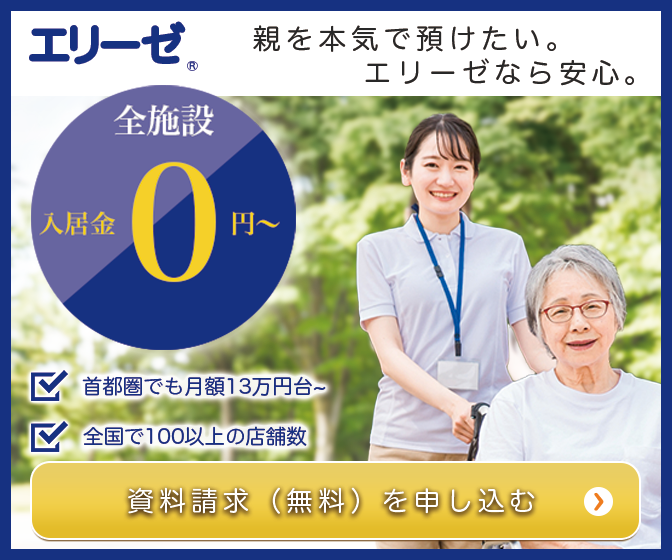 エリーゼ®
親を本気で預けたい。
エリーゼなら安心。
全施設
入居金 0 円～
首都圏でも月額13万円台~
全国で100以上の店舗数
資料請求（無料）を申し込む